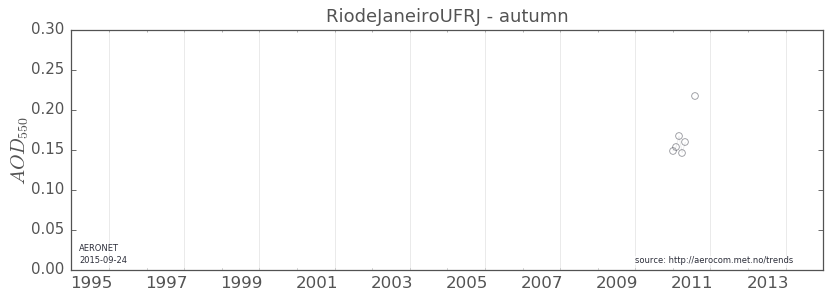 RiodeJaneiroUFRJ - autumn
0.30
0.25
0.20
0.15
0.10
0.05
0.00
AOD550
AERONET
2015-09-24
source: http://aerocom.met.no/trends
1995 1997 1999 2001 2003 2005 2007 2009 2011 2013